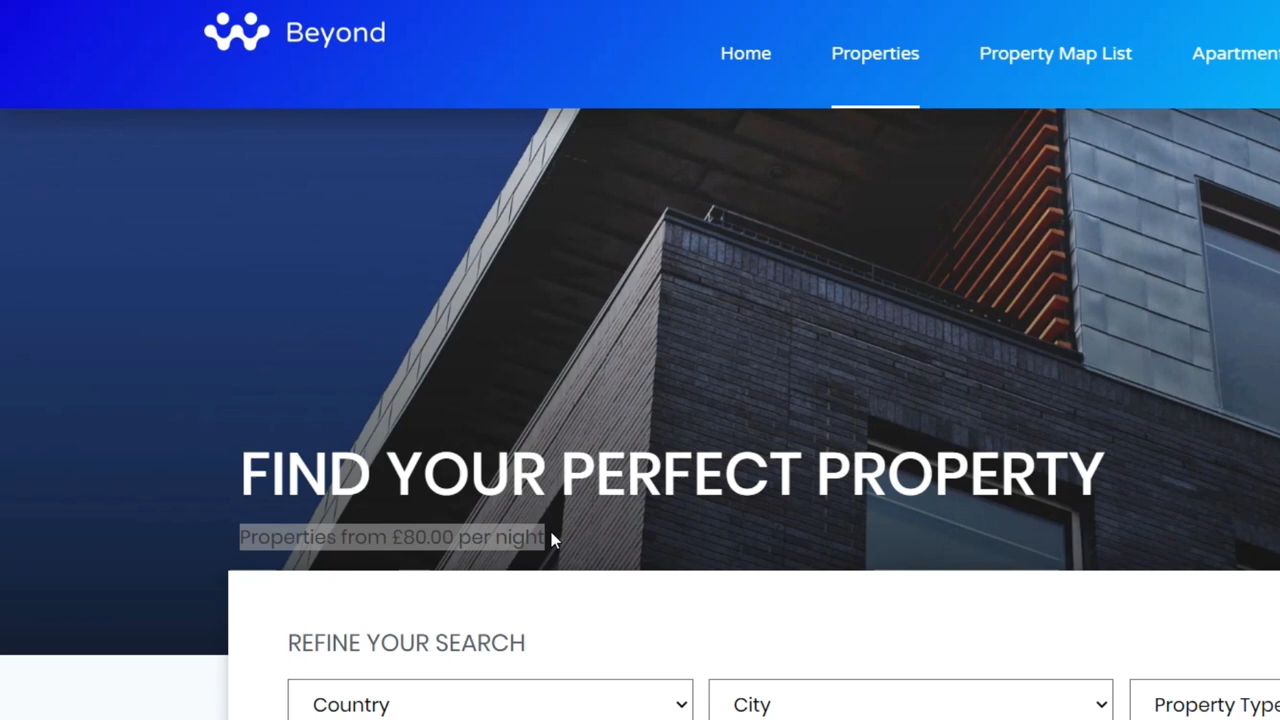 Beyond
Home Properties Property Map List Apartmen
FIND YOUR PERFECT PROPERTY
Properties from £80.00 per night
REFINE YOUR SEARCH
Country City Property Type